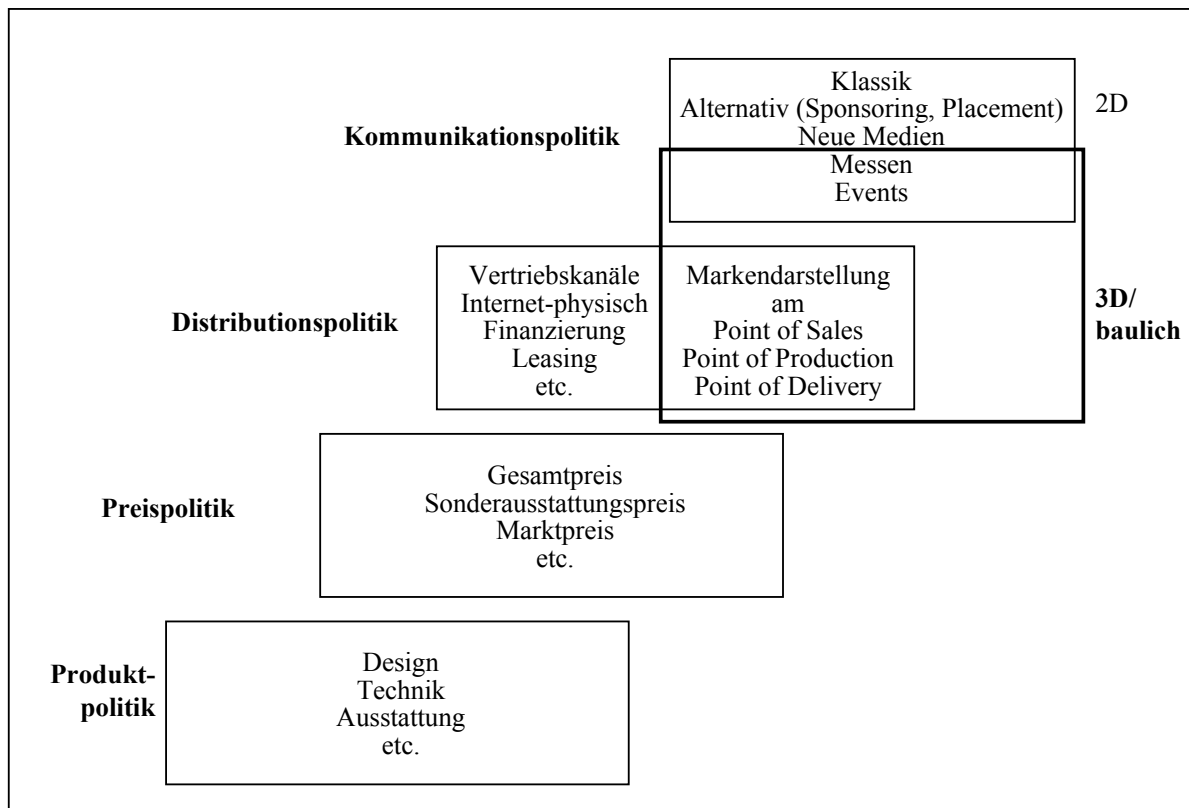 Klassik
Alternativ (Sponsoring, Placement)
Neue Medien
Messen
Events
2D
Kommunikationspolitik
Vertriebskanäle
Internet-physisch
Finanzierung
Leasing
etc.
Markendarstellung
am
Point of Sales
Point of Production
Point of Delivery
3D/
baulich
Distributionspolitik
Gesamtpreis
Sonderausstattungspreis
Marktpreis
etc.
Preispolitik
Design
Technik
Ausstattung
etc.
Produkt-
politik